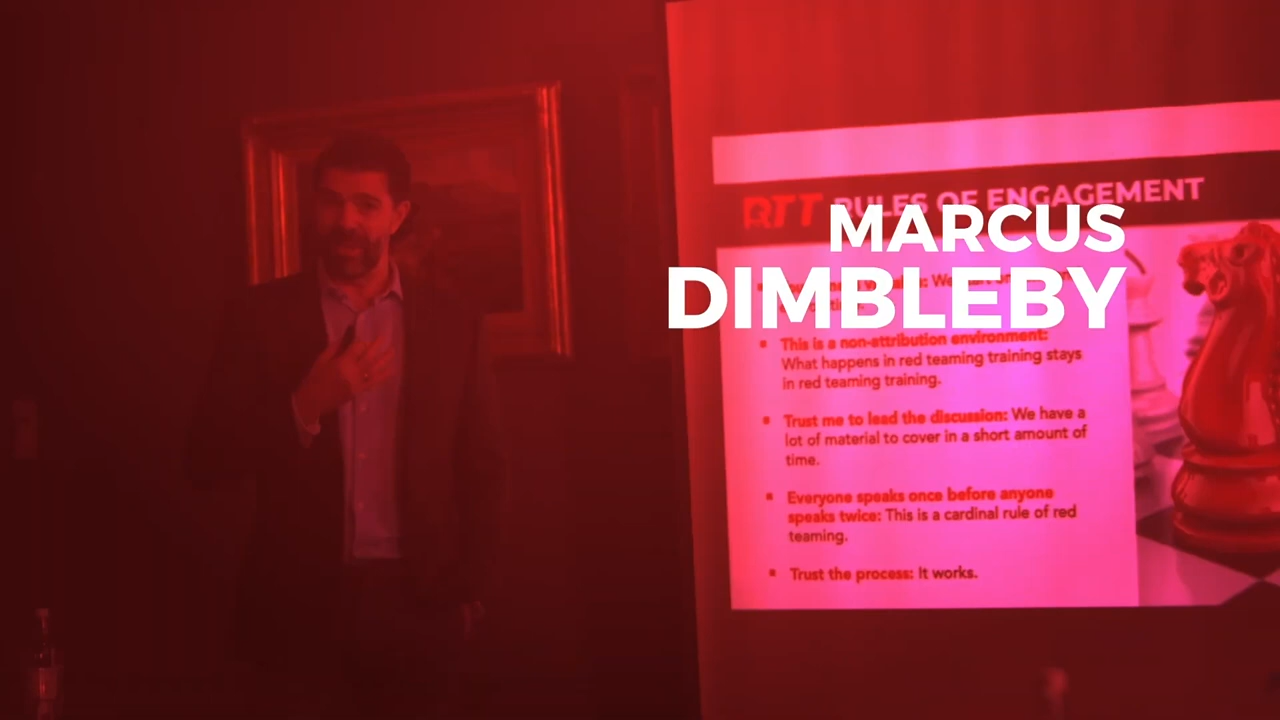 RTT RULES OF ENGAGEMENT
MARCUS
DIMBLEBY
This is a non-attribution environment:
What happens in red teaming training stays
in red teaming training.
Trust me to lead the discussion: We have a
lot of material to cover in a short amount of
time.
Everyone speaks once before anyone
speaks twice: This is a cardinal rule of red
teaming.
Trust the process: It works.